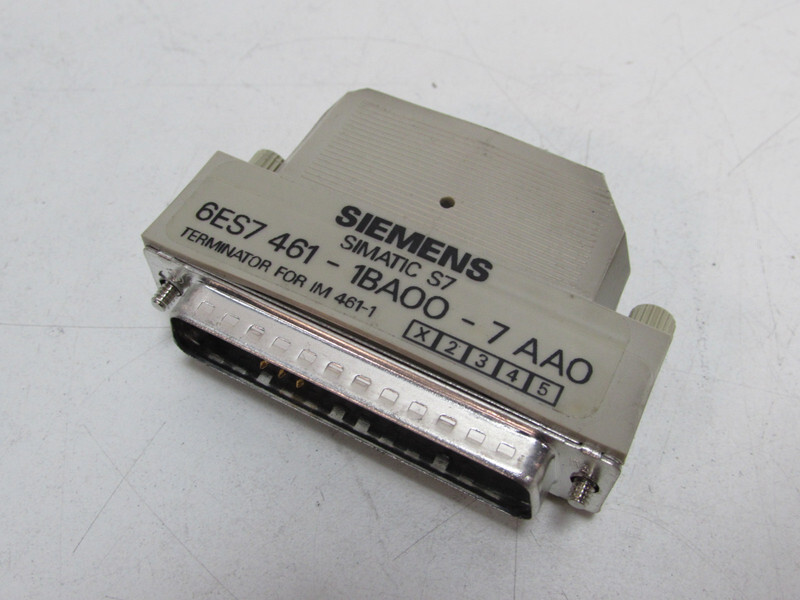 SIEMENS
SIMATIC S7
6ES7 461 - 1BA00 - 7 AA0
TERMINATOR FOR IM 461-1
X 2 3 4 5